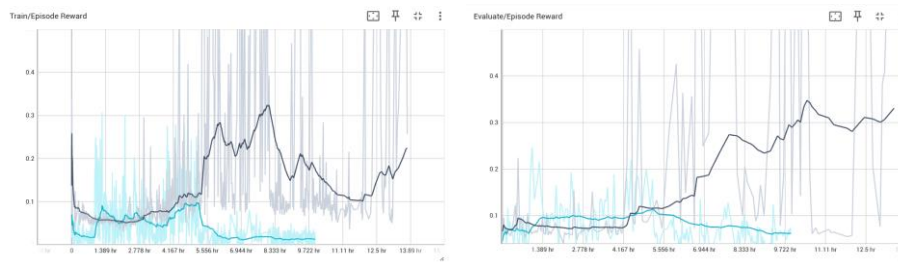 Train/Episode Reward
0.4
0.3
0.2
0.1
0 1.389 hr 2.778 hr 4.167 hr 5.556 hr 6.944 hr 8.333 hr 9.722 hr 11.11 hr 12.5 hr 13.89 hr
Evaluate/Episode Reward
0.4
0.3
0.2
0.1
1.389 hr 2.778 hr 4.167 hr 5.556 hr 6.944 hr 8.333 hr 9.722 hr 11.11 hr 12.5 hr